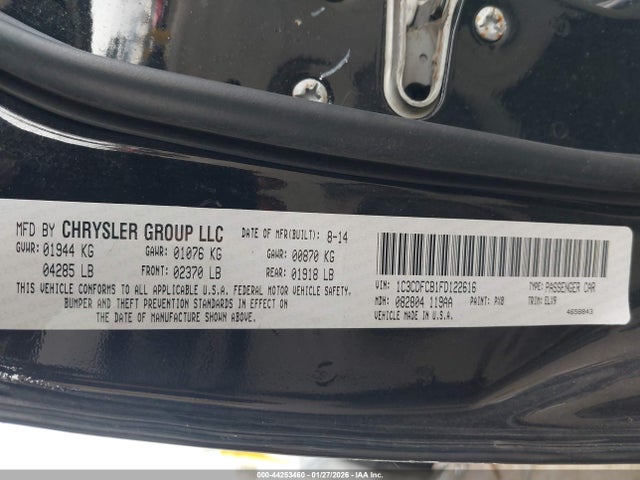 MFD BY CHRYSLER GROUP LLC DATE OF MFR(BUILT): 8-14
GVWR: 01944 KG GAWR: 01076 KG GAWR: 00870 KG
04285 LB FRONT: 02370 LB REAR: 01918 LB
THIS VEHICLE CONFORMS TO ALL APPLICABLE U.S.A. FEDERAL MOTOR VEHICLE SAFETY,
BUMPER AND THEFT PREVENTION STANDARDS IN EFFECT ON
THE DATE OF MANUFACTURE SHOWN ABOVE.
VIN: 1C3CDFCB1FD122616 TYPE: PASSENGER CAR
MDH: 082804 119AA PAINT: PX8 TRIM: ELV9
VEHICLE MADE IN U.S.A. 4658843
000-44253460 | 01/27/2026 | IAA Inc.